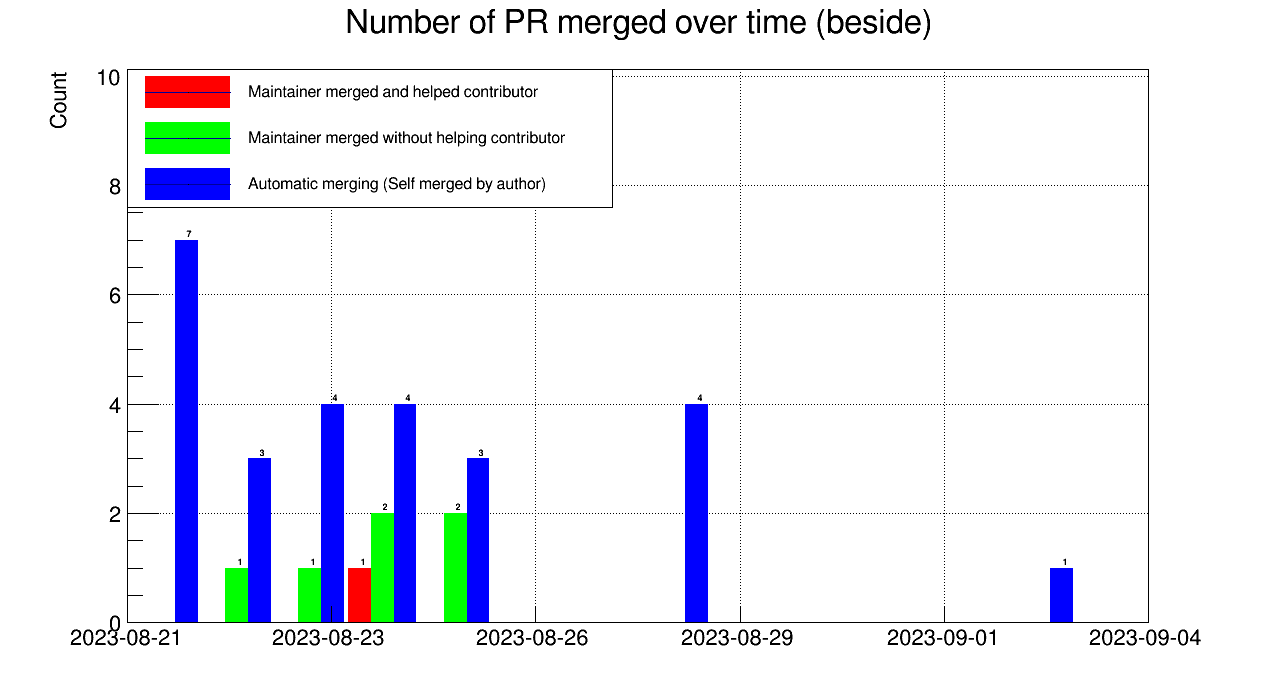 Number of PR merged over time (beside)
Count
10
Maintainer merged and helped contributor
Maintainer merged without helping contributor
8
Automatic merging (Self merged by author)
7
6
4
4 4 4
3 3
2
2 2
1 1 1 1
0
2023-08-21 2023-08-23 2023-08-26 2023-08-29 2023-09-01 2023-09-04